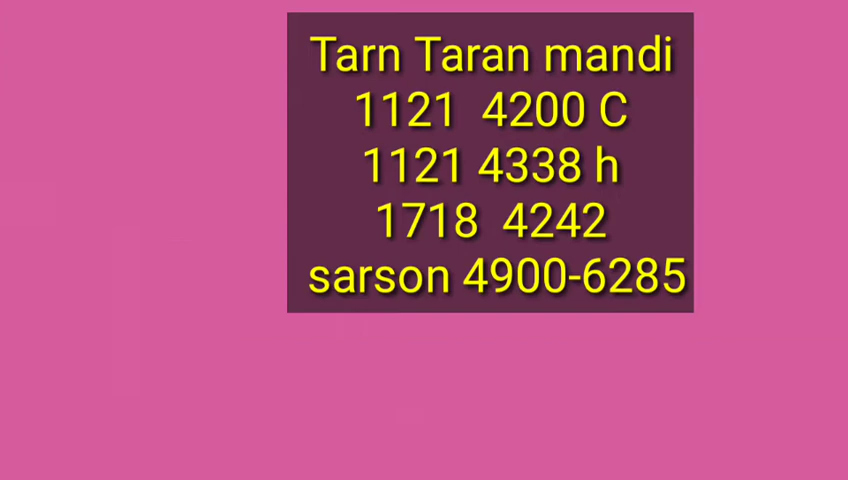 Tarn Taran mandi
1121 4200 C
1121 4338 h
1718 4242
sarson 4900-6285